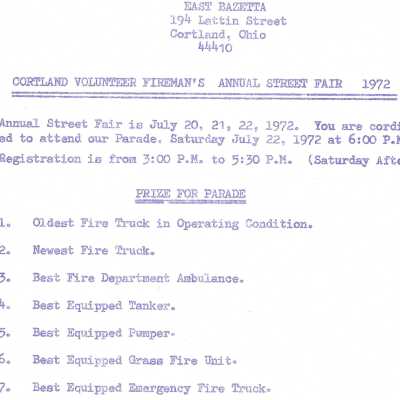 EAST BAZETTA
194 Lattin Street
Cortland, Ohio
44410
CORTLAND VOLUNTEER FIREMAN'S ANNUAL STREET FAIR 1972
Annual Street Fair is July 20, 21, 22, 1972. You are cordi
ed to attend our Parade, Saturday July 22, 1972 at 6:00 P.M
Registration is from 3:00 P.M. to 5:30 P.M. (Saturday Afte
PRIZE FOR PARADE
1. Oldest Fire Truck in Operating Condition.
2. Newest Fire Truck.
3. Best Fire Department Ambulance.
4. Best Equipped Tanker.
5. Best Equipped Pumper.
6. Best Equipped Grass Fire Unit.
7. Best Equipped Emergency Fire Truck.